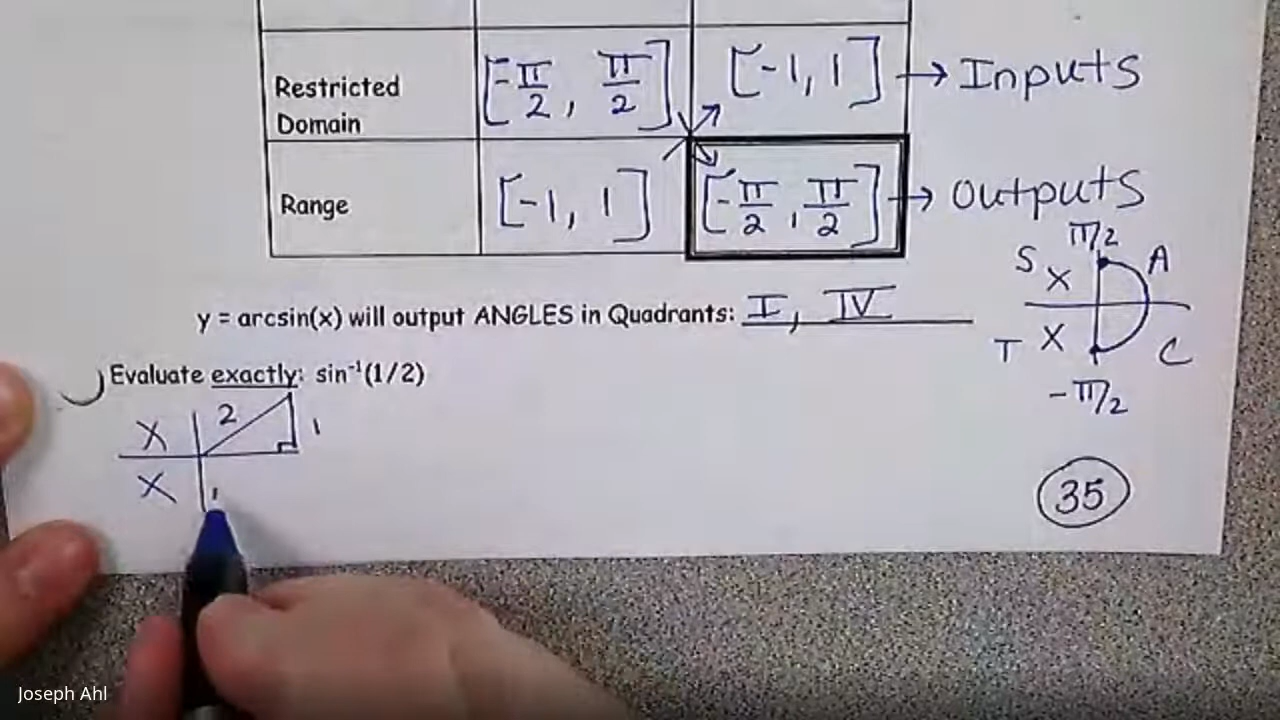 Restricted Domain [-π/2, π/2] [-1, 1] → Inputs
Range [-1, 1] [-π/2, π/2] → Outputs
π/2
S X A
T X C
-π/2
y = arcsin(x) will output ANGLES in Quadrants: I, IV
Evaluate exactly: sin⁻¹(1/2)
X 2 1
X
35
Joseph Ahl